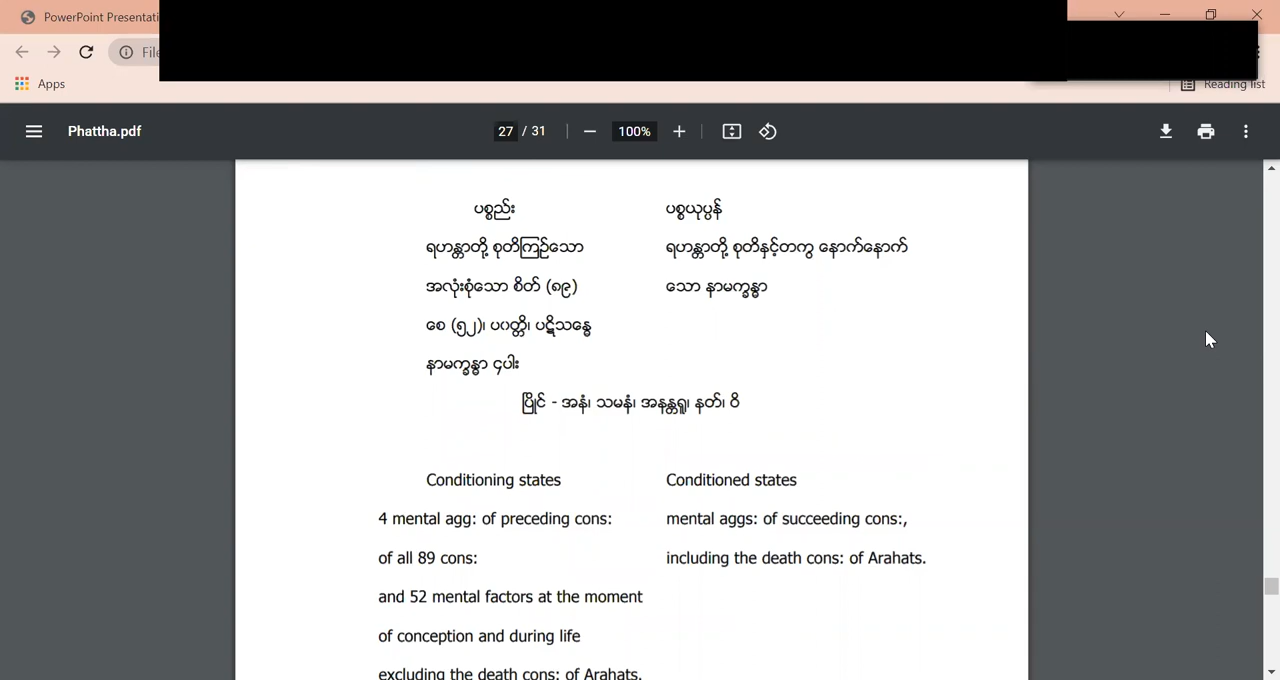 PowerPoint Presentati
File
Apps
Reading list
Phattha.pdf
27 / 31
100%
ပစ္စည်း ပစ္စယုပ္ပန်
ရဟန္တာတို့ စုတိကြဉ်သော ရဟန္တာတို့ စုတိနှင့်တကွ နောက်နောက်
အလုံးစုံသော စိတ် (၈၉) သော နာမက္ခန္ဓာ
စေ (၅၂)၊ ပဝတ္တိ၊ ပဋိသန္ဓေ
နာမက္ခန္ဓာ ၄ပါး
ပြိုင် - အနံ၊ သမနံ၊ အနန္တရူ၊ နတ်၊ ဝိ
Conditioning states Conditioned states
4 mental agg: of preceding cons: mental aggs: of succeeding cons:,
of all 89 cons: including the death cons: of Arahats.
and 52 mental factors at the moment
of conception and during life
excluding the death cons: of Arahats.